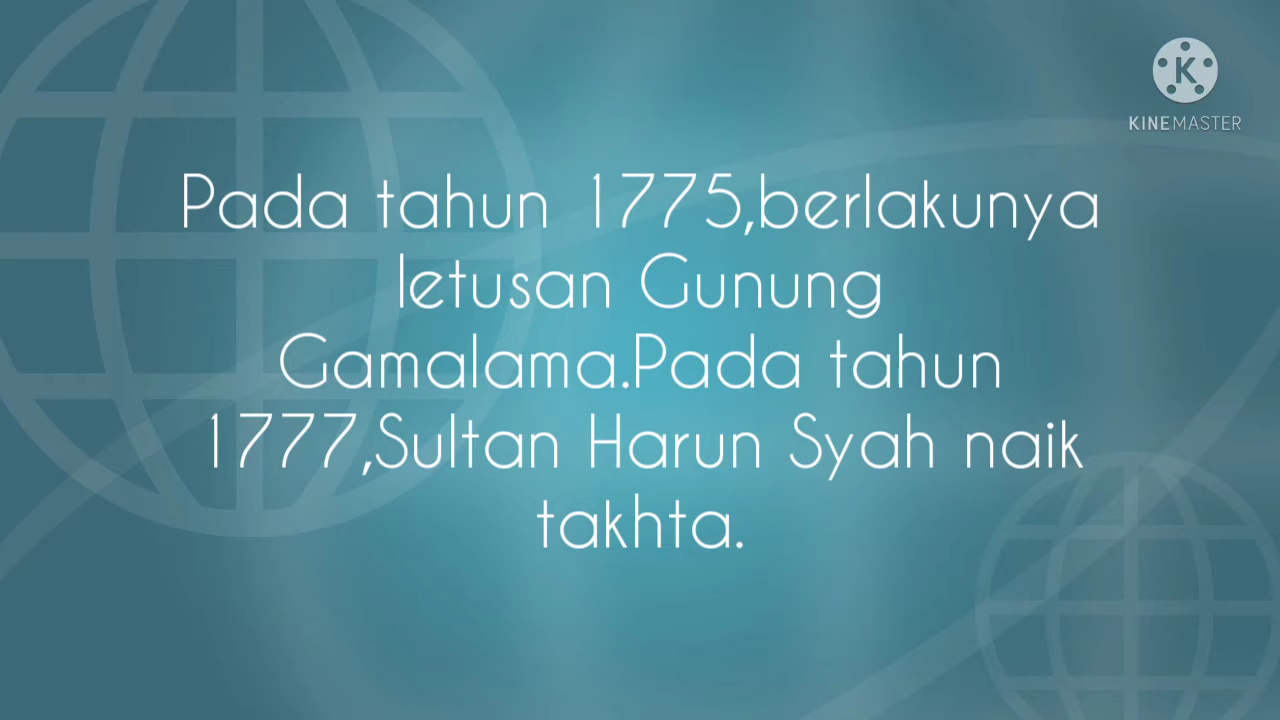 KINEMASTER
Pada tahun 1775,berlakunya
letusan Gunung
Gamalama.Pada tahun
1777,Sultan Harun Syah naik
takhta.